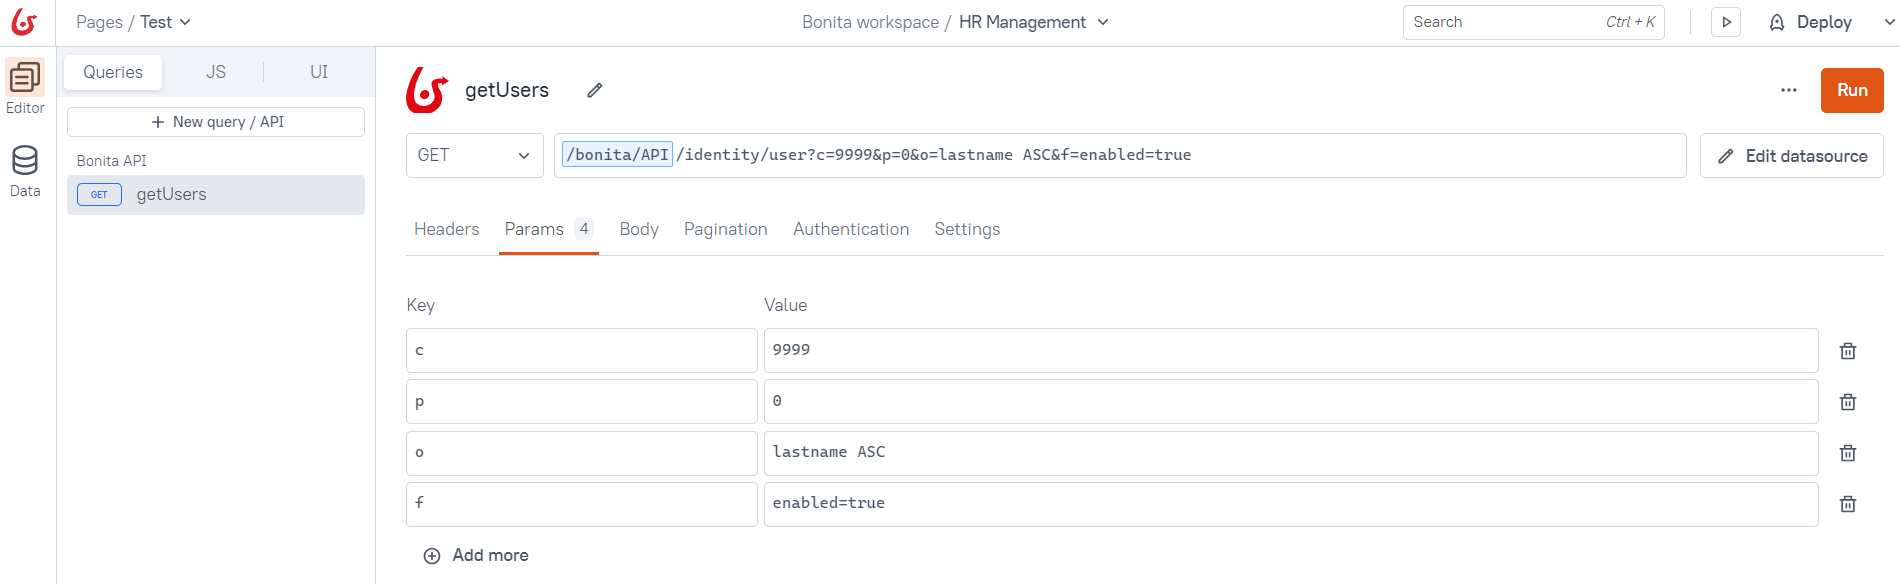 Pages / Test
Bonita workspace / HR Management
Search Ctrl + K
Deploy
Editor
Data
Queries JS UI
+ New query / API
Bonita API
GET getUsers
getUsers
Run
GET
/bonita/API /identity/user?c=9999&p=0&o=lastname ASC&f=enabled=true
Edit datasource
Headers Params 4 Body Pagination Authentication Settings
Key Value
c 9999
p 0
o lastname ASC
f enabled=true
Add more